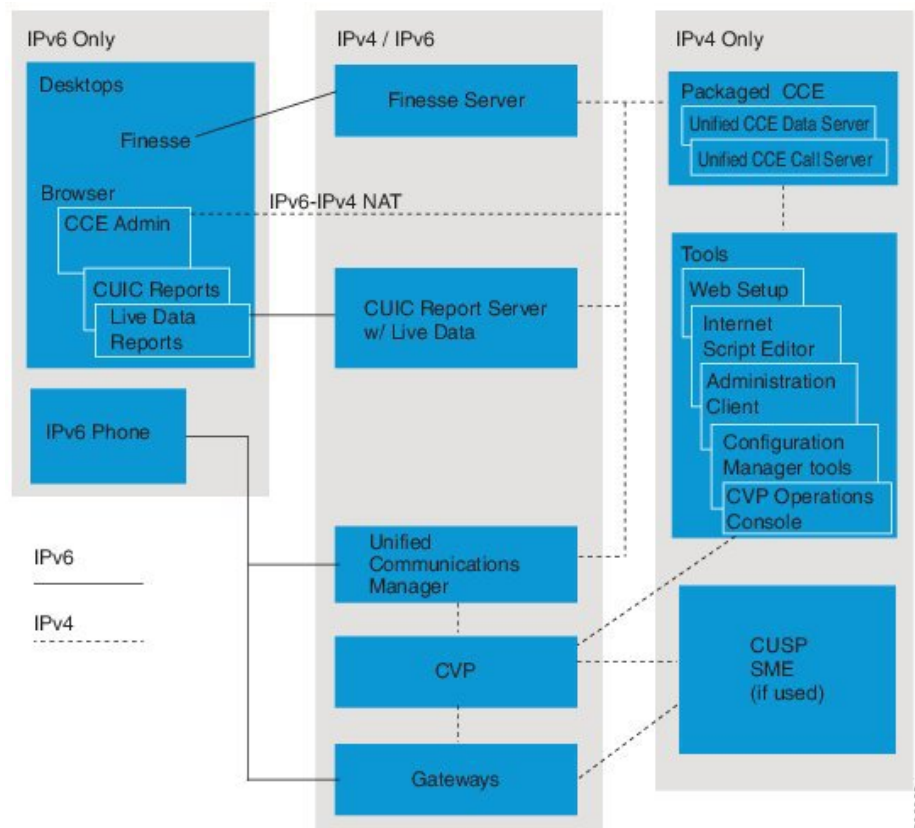 IPv6 Only
Desktops
Finesse
Browser
CCE Admin
CUIC Reports
Live Data
Reports
IPv6 Phone
IPv6
IPv4
IPv4 / IPv6
Finesse Server
IPv6-IPv4 NAT
CUIC Report Server
w/ Live Data
Unified
Communications
Manager
CVP
Gateways
IPv4 Only
Packaged CCE
Unified CCE Data Server
Unified CCE Call Server
Tools
Web Setup
Internet
Script Editor
Administration
Client
Configuration
Manager tools
CVP Operations
Console
CUSP
SME
(if used)